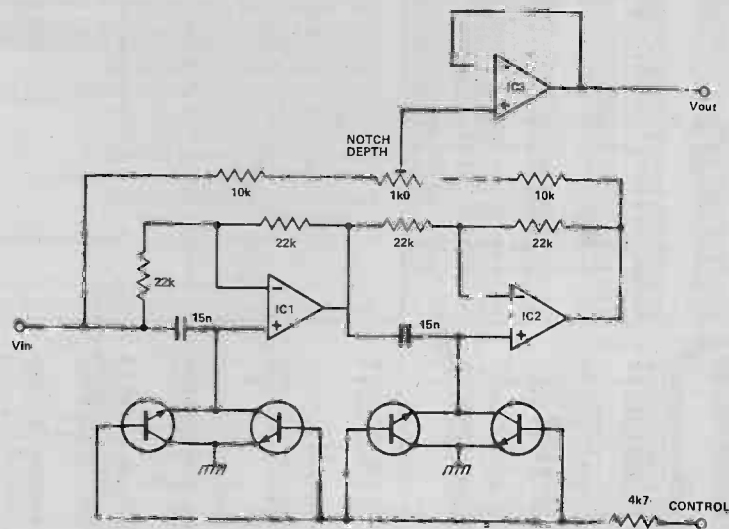 IC3
Vout
NOTCH
DEPTH
10k
1k0
10k
22k
22k
22k
22k
IC1
IC2
15n
15n
Vin
4k7
CONTROL